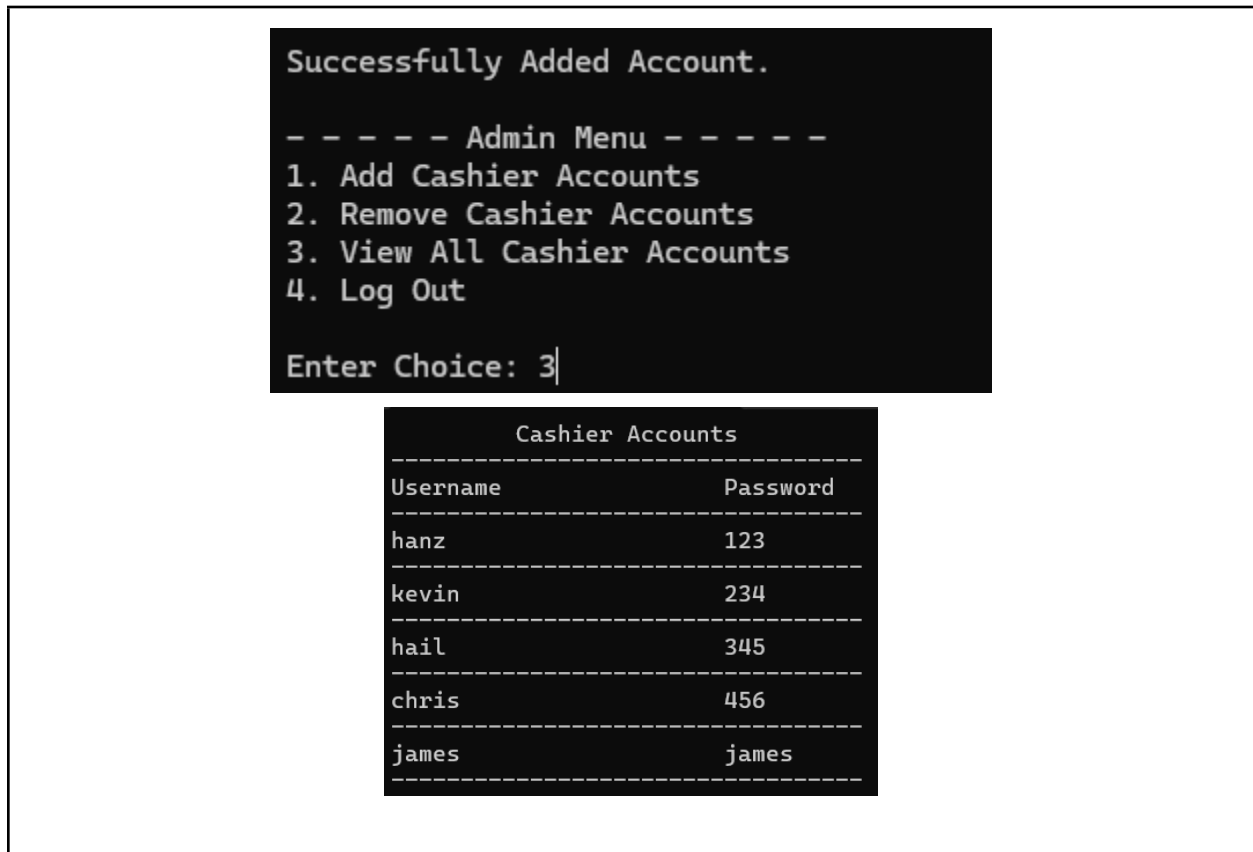 Successfully Added Account.
- - - - - Admin Menu - - - - -
1. Add Cashier Accounts
2. Remove Cashier Accounts
3. View All Cashier Accounts
4. Log Out
Enter Choice: 3
Cashier Accounts
----------------------------------
Username Password
----------------------------------
hanz 123
----------------------------------
kevin 234
----------------------------------
hail 345
----------------------------------
chris 456
----------------------------------
james james
----------------------------------